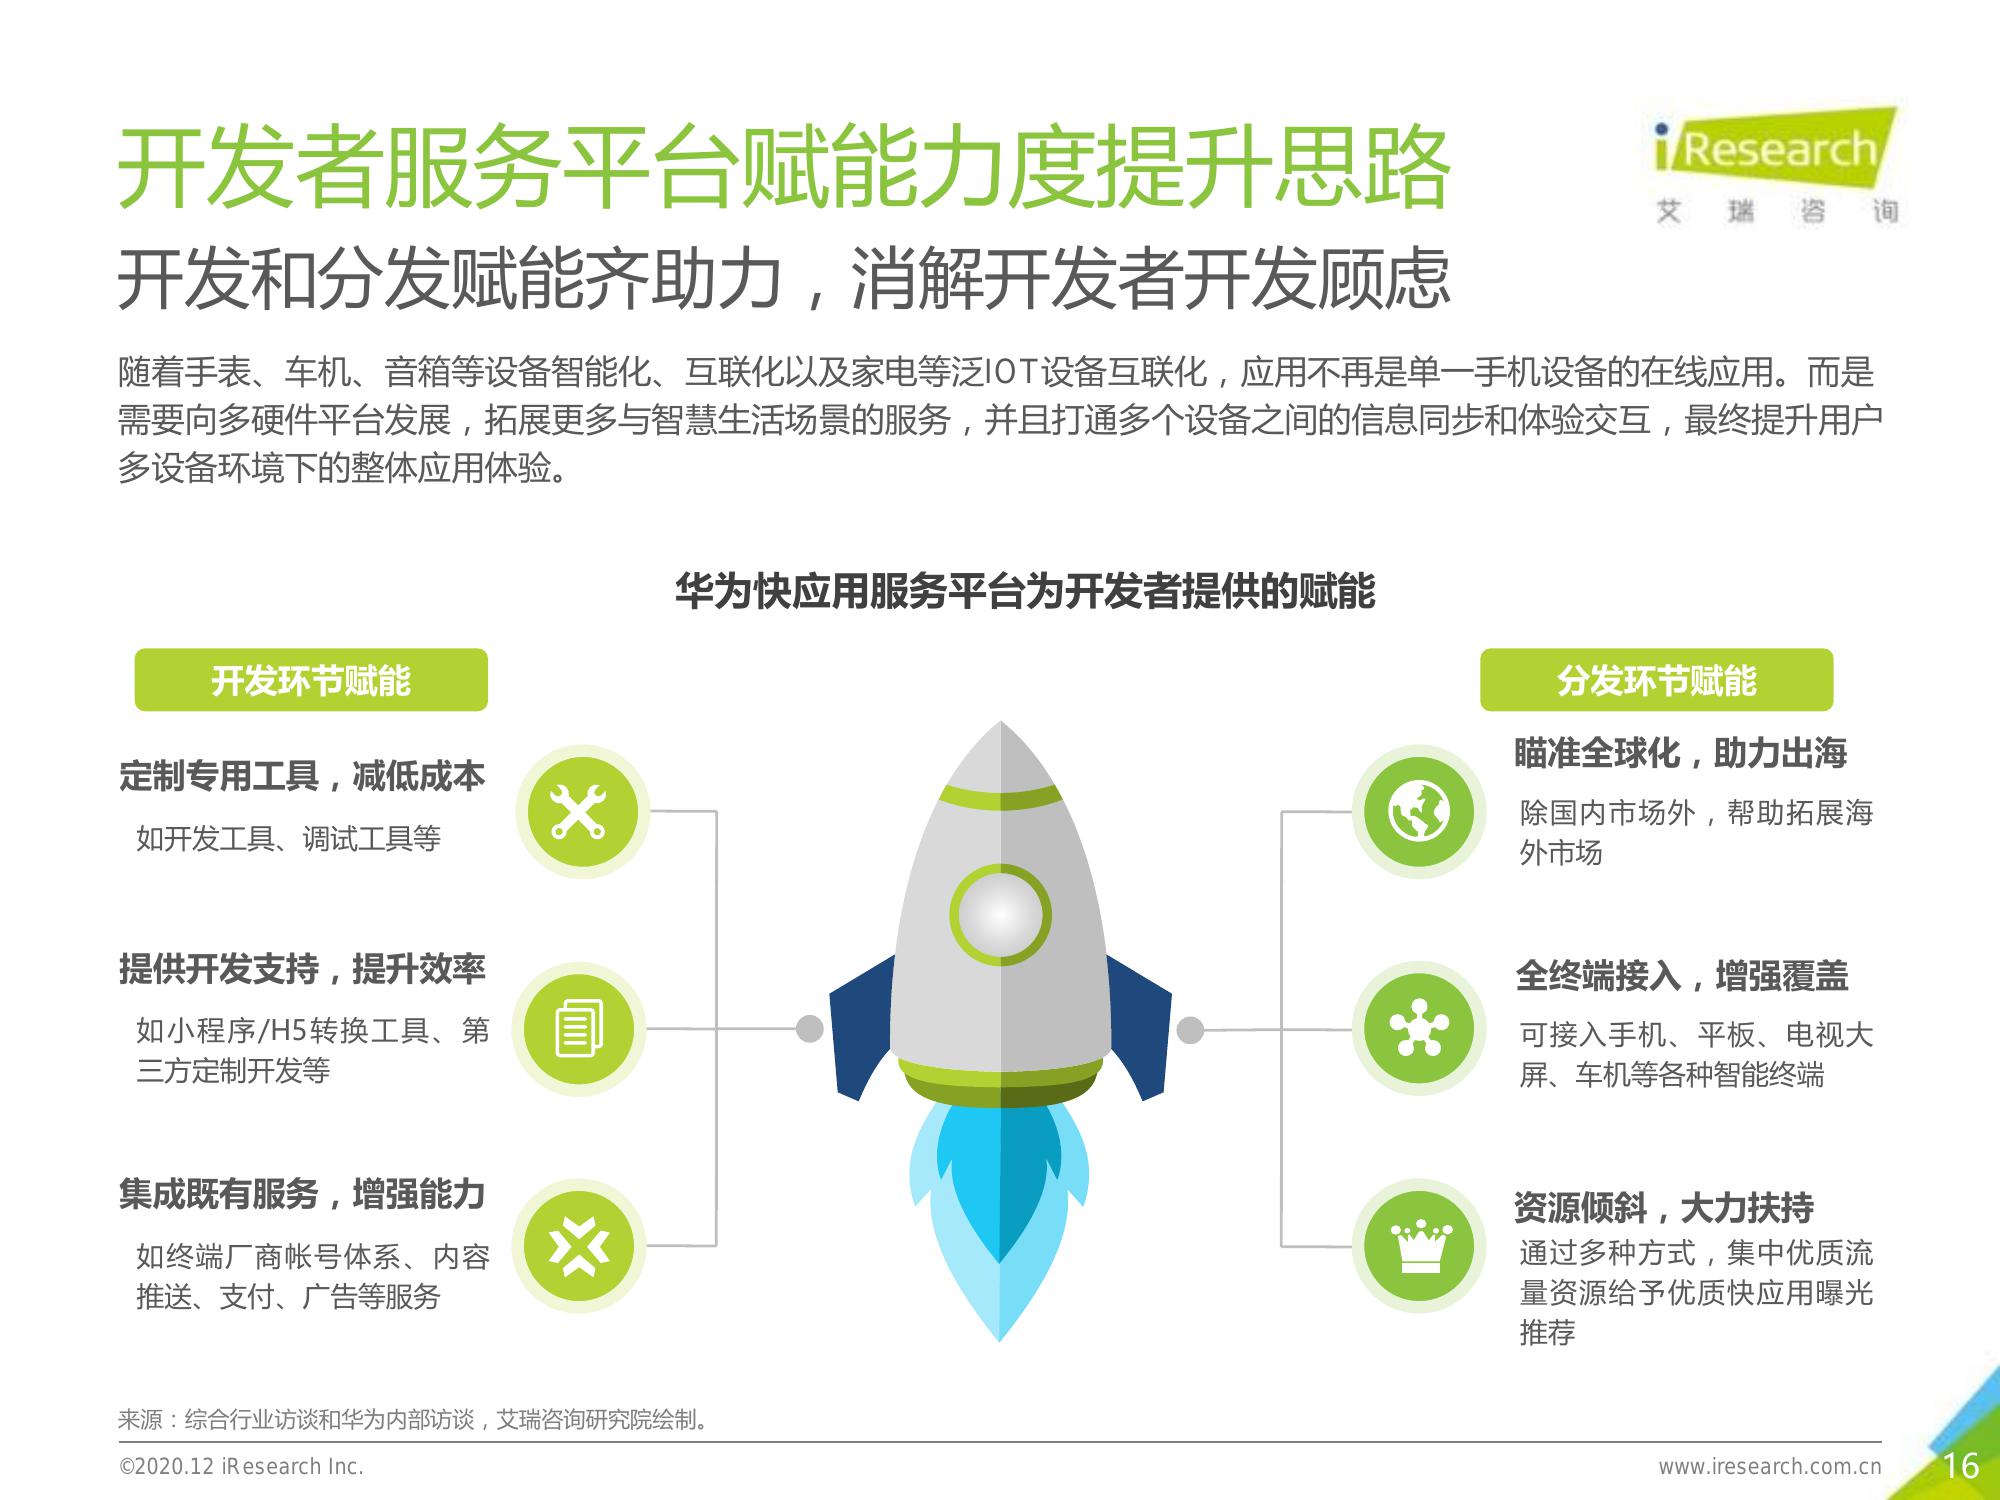 开发者服务平台赋能力度提升思路
iResearch
艾瑞咨询
开发和分发赋能齐助力，消解开发者开发顾虑
随着手表、车机、音箱等设备智能化、互联化以及家电等泛IOT设备互联化，应用不再是单一手机设备的在线应用。而是
需要向多硬件平台发展，拓展更多与智慧生活场景的服务，并且打通多个设备之间的信息同步和体验交互，最终提升用户
多设备环境下的整体应用体验。
华为快应用服务平台为开发者提供的赋能
开发环节赋能
定制专用工具，减低成本
如开发工具、调试工具等
提供开发支持，提升效率
如小程序/H5转换工具、第
三方定制开发等
集成既有服务，增强能力
如终端厂商帐号体系、内容
推送、支付、广告等服务
分发环节赋能
瞄准全球化，助力出海
除国内市场外，帮助拓展海
外市场
全终端接入，增强覆盖
可接入手机、平板、电视大
屏、车机等各种智能终端
资源倾斜，大力扶持
通过多种方式，集中优质流
量资源给予优质快应用曝光
推荐
来源：综合行业访谈和华为内部访谈，艾瑞咨询研究院绘制。
©2020.12 iResearch Inc.
www.iresearch.com.cn
16